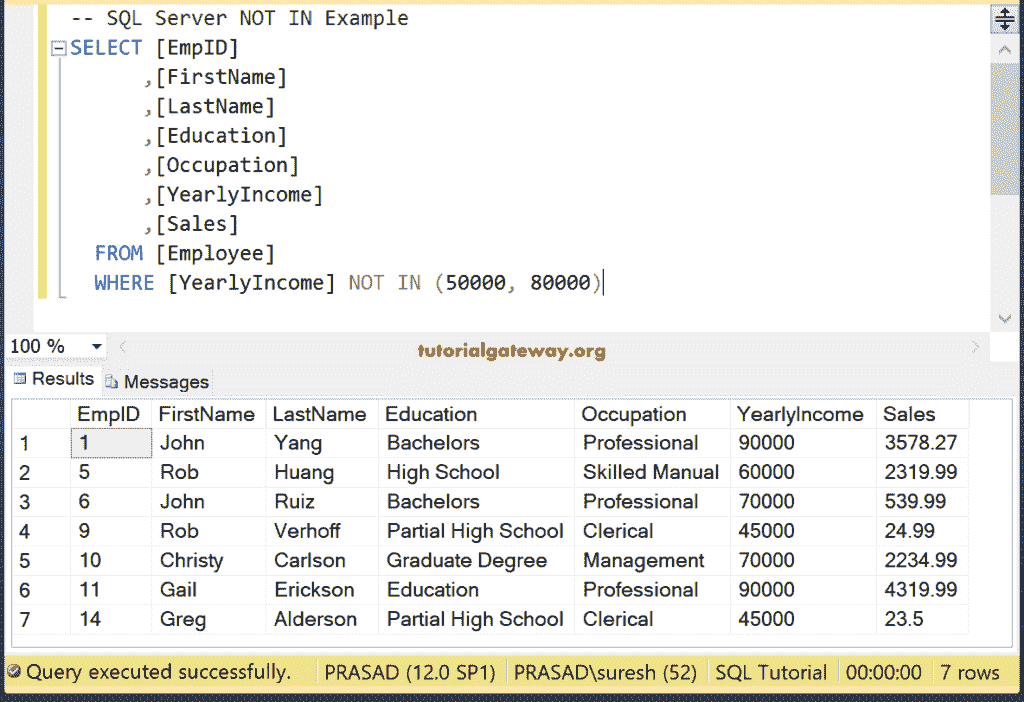 -- SQL Server NOT IN Example
SELECT [EmpID]
,[FirstName]
,[LastName]
,[Education]
,[Occupation]
,[YearlyIncome]
,[Sales]
FROM [Employee]
WHERE [YearlyIncome] NOT IN (50000, 80000)
100 %
tutorialgateway.org
Results Messages
EmpID FirstName LastName Education Occupation YearlyIncome Sales
1 1 John Yang Bachelors Professional 90000 3578.27
2 5 Rob Huang High School Skilled Manual 60000 2319.99
3 6 John Ruiz Bachelors Professional 70000 539.99
4 9 Rob Verhoff Partial High School Clerical 45000 24.99
5 10 Christy Carlson Graduate Degree Management 70000 2234.99
6 11 Gail Erickson Education Professional 90000 4319.99
7 14 Greg Alderson Partial High School Clerical 45000 23.5
Query executed successfully. PRASAD (12.0 SP1) PRASAD\suresh (52) SQL Tutorial 00:00:00 7 rows